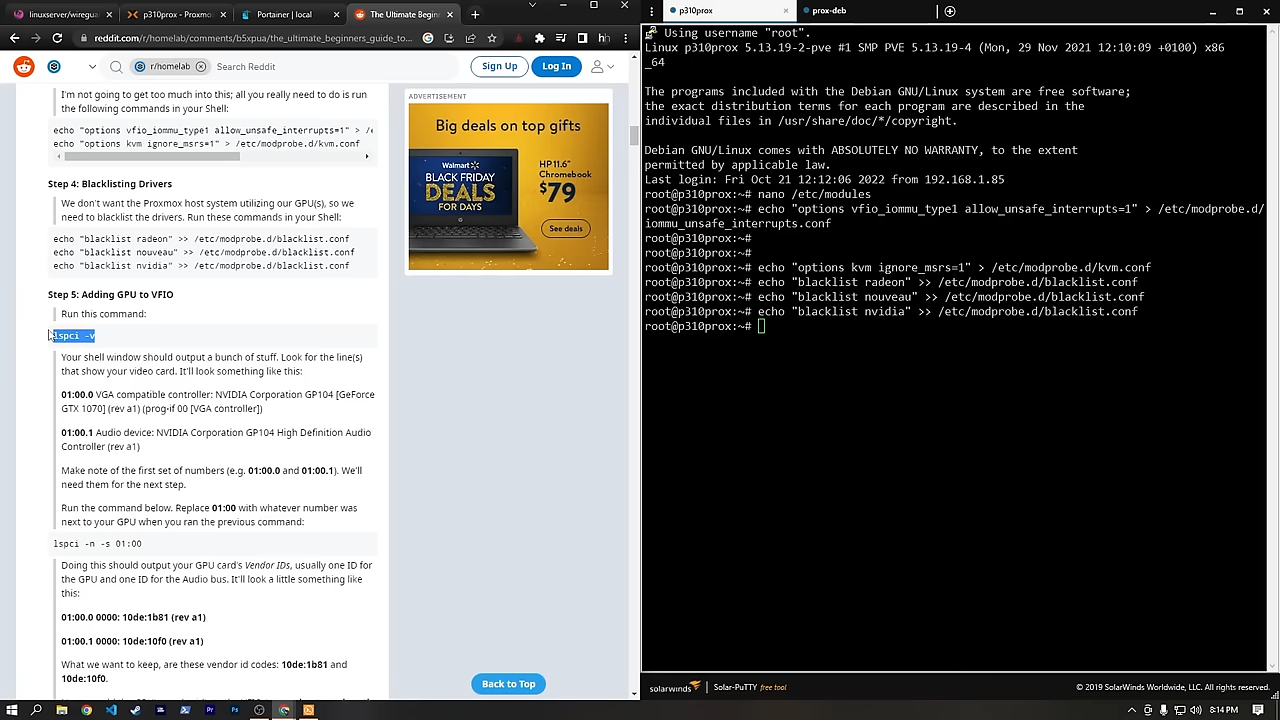 linuxserver/wiregua
p310prox - Proxmo
Portainer | local
The Ultimate Beginn
reddit.com/r/homelab/comments/b5xpua/the_ultimate_beginners_guide_to...
r/homelab
Search Reddit
Sign Up
Log In
I'm not going to get too much into this; all you really need to do is run
the following commands in your Shell:
echo "options vfio_iommu_type1 allow_unsafe_interrupts=1" > /e
echo "options kvm ignore_msrs=1" > /etc/modprobe.d/kvm.conf
Step 4: Blacklisting Drivers
We don't want the Proxmox host system utilizing our GPU(s), so we
need to blacklist the drivers. Run these commands in your Shell:
echo "blacklist radeon" >> /etc/modprobe.d/blacklist.conf
echo "blacklist nouveau" >> /etc/modprobe.d/blacklist.conf
echo "blacklist nvidia" >> /etc/modprobe.d/blacklist.conf
Step 5: Adding GPU to VFIO
Run this command:
lspci -v
Your shell window should output a bunch of stuff. Look for the line(s)
that show your video card. It'll look something like this:
01:00.0 VGA compatible controller: NVIDIA Corporation GP104 [GeForce
GTX 1070] (rev a1) (prog-if 00 [VGA controller])
01:00.1 Audio device: NVIDIA Corporation GP104 High Definition Audio
Controller (rev a1)
Make note of the first set of numbers (e.g. 01:00.0 and 01:00.1). We'll
need them for the next step.
Run the command below. Replace 01:00 with whatever number was
next to your GPU when you ran the previous command:
lspci -n -s 01:00
Doing this should output your GPU card's Vendor IDs, usually one ID for
the GPU and one ID for the Audio bus. It'll look a little something like
this:
01:00.0 0000: 10de:1b81 (rev a1)
01:00.1 0000: 10de:10f0 (rev a1)
What we want to keep, are these vendor id codes: 10de:1b81 and
10de:10f0.
ADVERTISEMENT
Big deals on top gifts
Walmart
BLACK FRIDAY
DEALS
FOR DAYS
HP 11.6"
Chromebook
$79
See deals
Back to Top
p310prox
prox-deb
Using username "root".
Linux p310prox 5.13.19-2-pve #1 SMP PVE 5.13.19-4 (Mon, 29 Nov 2021 12:10:09 +0100) x86
_64
The programs included with the Debian GNU/Linux system are free software;
the exact distribution terms for each program are described in the
individual files in /usr/share/doc/*/copyright.
Debian GNU/Linux comes with ABSOLUTELY NO WARRANTY, to the extent
permitted by applicable law.
Last login: Fri Oct 21 12:12:06 2022 from 192.168.1.85
root@p310prox:~# nano /etc/modules
root@p310prox:~# echo "options vfio_iommu_type1 allow_unsafe_interrupts=1" > /etc/modprobe.d/
iommu_unsafe_interrupts.conf
root@p310prox:~#
root@p310prox:~#
root@p310prox:~# echo "options kvm ignore_msrs=1" > /etc/modprobe.d/kvm.conf
root@p310prox:~# echo "blacklist radeon" >> /etc/modprobe.d/blacklist.conf
root@p310prox:~# echo "blacklist nouveau" >> /etc/modprobe.d/blacklist.conf
root@p310prox:~# echo "blacklist nvidia" >> /etc/modprobe.d/blacklist.conf
root@p310prox:~#
solarwinds
Solar-PuTTY free tool
© 2019 SolarWinds Worldwide, LLC. All rights reserved.
8:14 PM